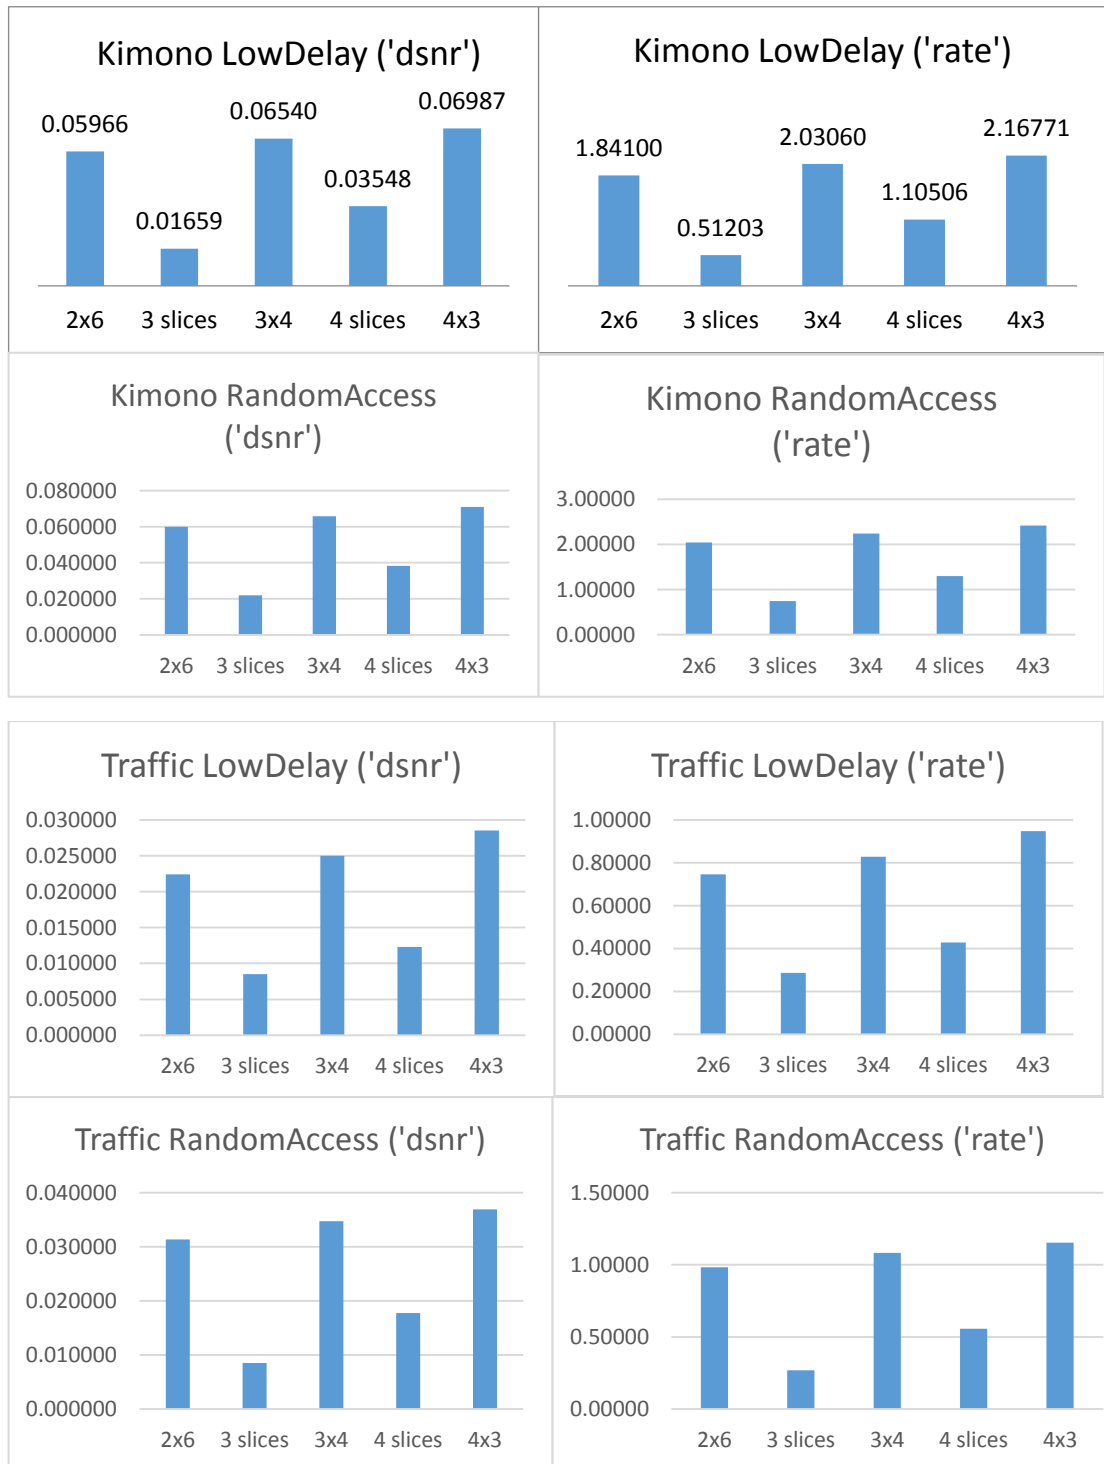 Kimono LowDelay ('dsnr')
0.05966
0.01659
0.06540
0.03548
0.06987
2x6 3 slices 3x4 4 slices 4x3
Kimono LowDelay ('rate')
1.84100
0.51203
2.03060
1.10506
2.16771
2x6 3 slices 3x4 4 slices 4x3
Kimono RandomAccess
('dsnr')
0.080000
0.060000
0.040000
0.020000
0.000000
2x6 3 slices 3x4 4 slices 4x3
Kimono RandomAccess
('rate')
3.00000
2.00000
1.00000
0.00000
2x6 3 slices 3x4 4 slices 4x3
Traffic LowDelay ('dsnr')
0.030000
0.025000
0.020000
0.015000
0.010000
0.005000
0.000000
2x6 3 slices 3x4 4 slices 4x3
Traffic LowDelay ('rate')
1.00000
0.80000
0.60000
0.40000
0.20000
0.00000
2x6 3 slices 3x4 4 slices 4x3
Traffic RandomAccess ('dsnr')
0.040000
0.030000
0.020000
0.010000
0.000000
2x6 3 slices 3x4 4 slices 4x3
Traffic RandomAccess ('rate')
1.50000
1.00000
0.50000
0.00000
2x6 3 slices 3x4 4 slices 4x3